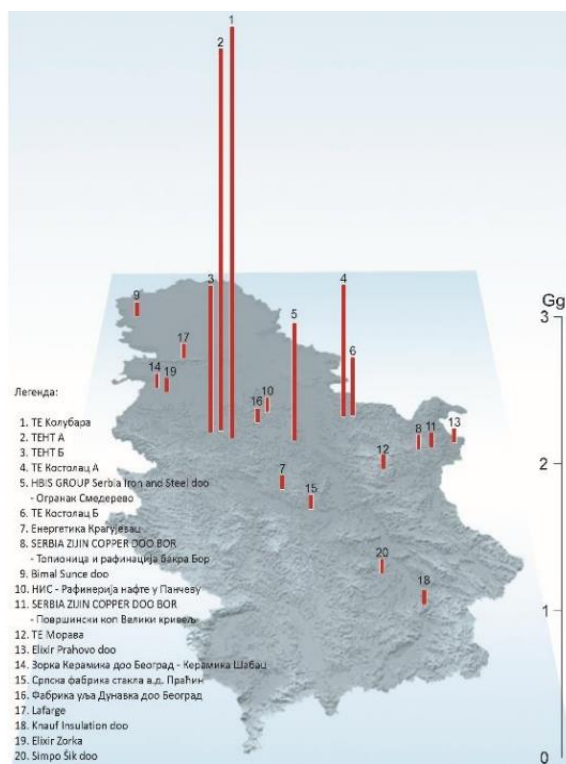 1
2
3
4
9
Gg
3
5
17
6
14
19
10
16
8
11
13
Легенда:
12
2
1. ТЕ Колубара
2. ТЕНТ А
3. ТЕНТ Б
7
4. ТЕ Костолац А
15
5. HBIS GROUP Serbia Iron and Steel doo
- Огранак Смедерево
6. ТЕ Костолац Б
7. Енергетика Крагујевац
20
8. SERBIA ZIJIN COPPER DOO BOR
- Топионица и рафинација бакра Бор
18
9. Bimal Sunce doo
10. НИС - Рафинерија нафте у Панчеву
1
11. SERBIA ZIJIN COPPER DOO BOR
- Површински коп Велики кривељ
12. ТЕ Морава
13. Elixir Prahovo doo
14. Зорка Керамика доо Београд - Керамика Шабац
15. Српска фабрика стакла а.д. Праћин
16. Фабрика уља Дунавка доо Београд
17. Lafarge
18. Knauf Insulation doo
19. Elixir Zorka
20. Simpo Šik doo
0